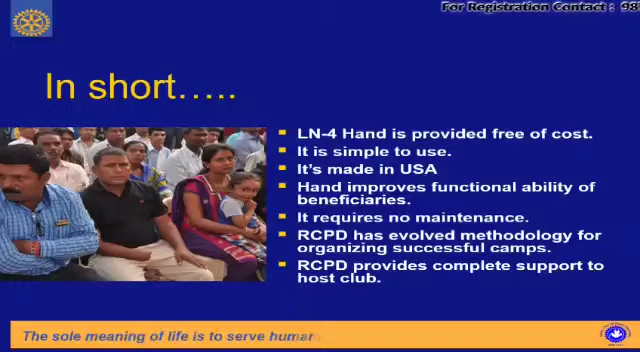 For Registration Contact : 98
In short.....
LN-4 Hand is provided free of cost.
It is simple to use.
It's made in USA
Hand improves functional ability of
beneficiaries.
It requires no maintenance.
RCPD has evolved methodology for
organizing successful camps.
RCPD provides complete support to
host club.
The sole meaning of life is to serve human